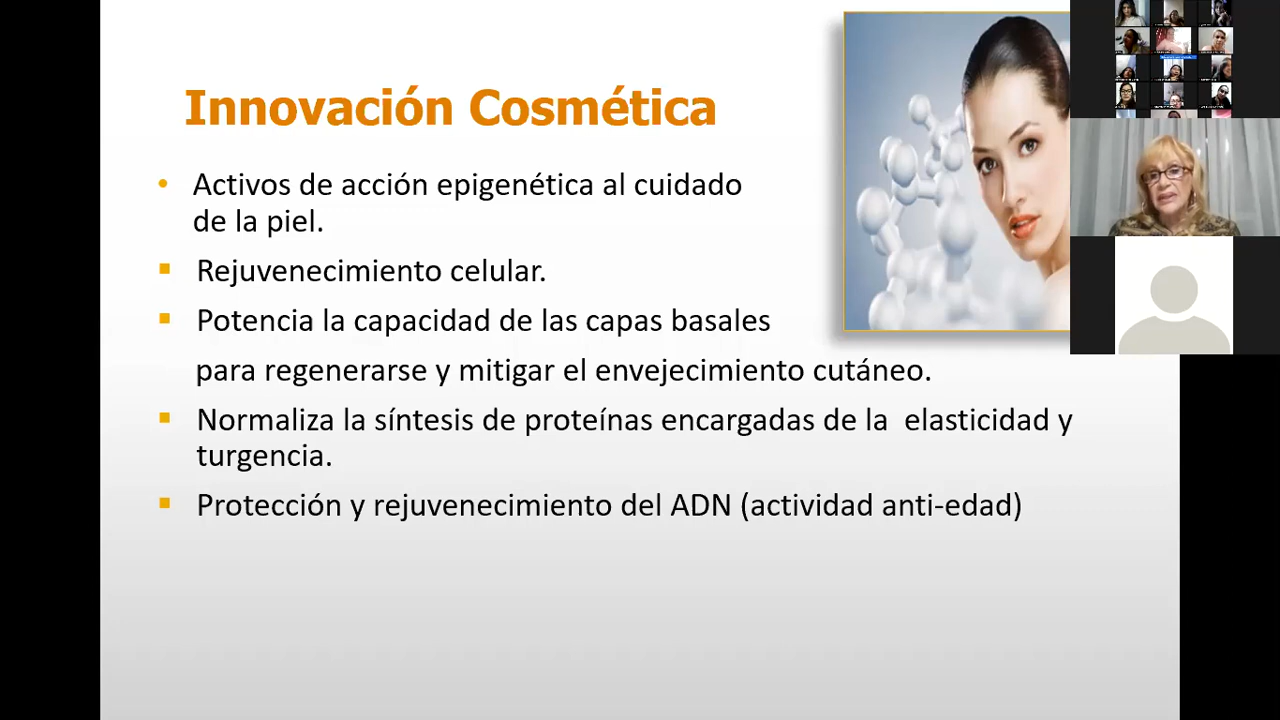 Innovación Cosmética
• Activos de acción epigenética al cuidado
de la piel.
▪ Rejuvenecimiento celular.
▪ Potencia la capacidad de las capas basales
para regenerarse y mitigar el envejecimiento cutáneo.
▪ Normaliza la síntesis de proteínas encargadas de la  elasticidad y
turgencia.
▪ Protección y rejuvenecimiento del ADN (actividad anti-edad)